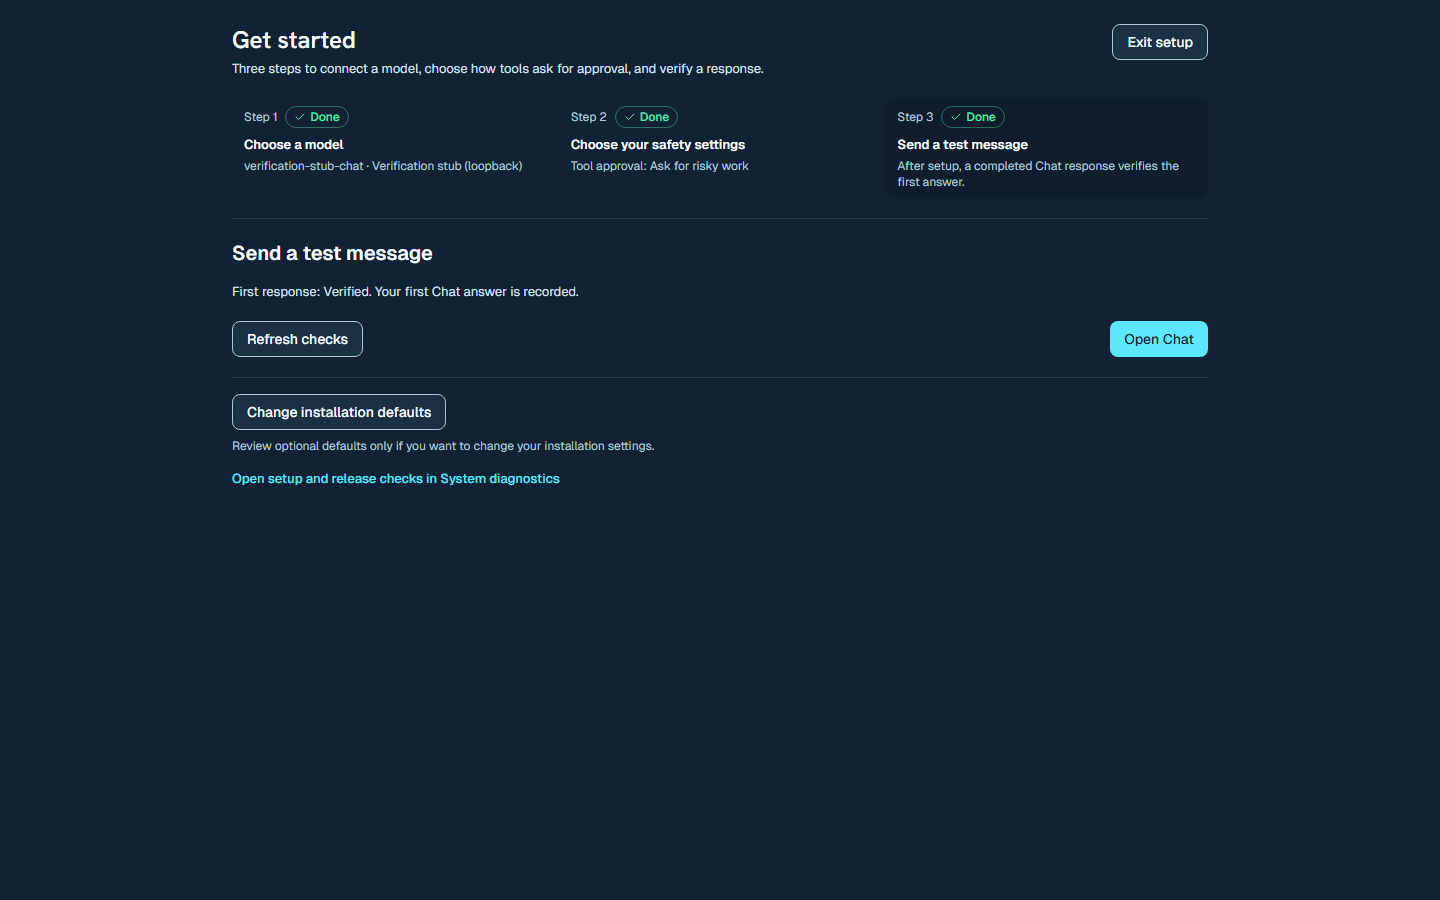 Get started
Exit setup
Three steps to connect a model, choose how tools ask for approval, and verify a response.
Step 1 Done
Choose a model
verification-stub-chat · Verification stub (loopback)
Step 2 Done
Choose your safety settings
Tool approval: Ask for risky work
Step 3 Done
Send a test message
After setup, a completed Chat response verifies the
first answer.
Send a test message
First response: Verified. Your first Chat answer is recorded.
Refresh checks
Open Chat
Change installation defaults
Review optional defaults only if you want to change your installation settings.
Open setup and release checks in System diagnostics